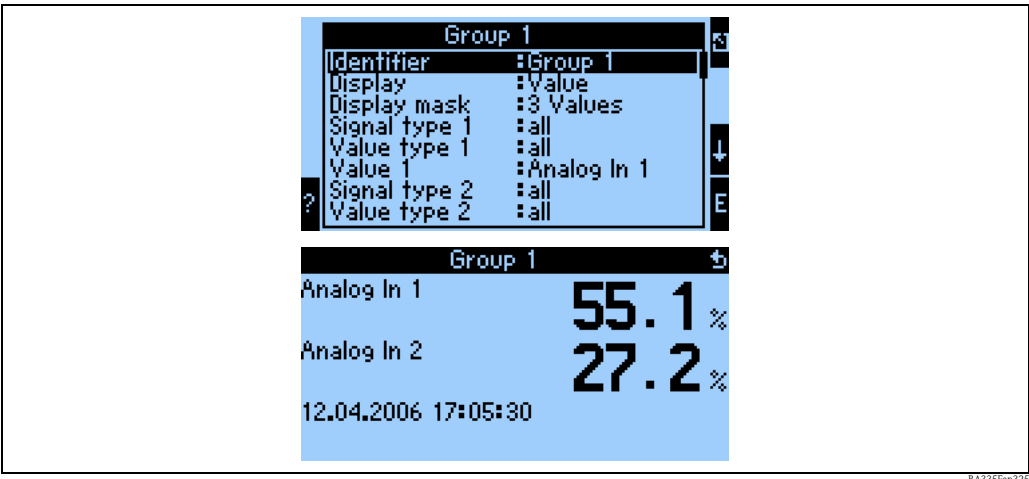 Group 1
Identifier :Group 1
Display :Value
Display mask :3 Values
Signal type 1 :all
Value type 1 :all
Value 1 :Analog In 1
Signal type 2 :all
Value type 2 :all
?
E
Group 1
Analog In 1 55.1 %
Analog In 2 27.2 %
12.04.2006 17:05:30